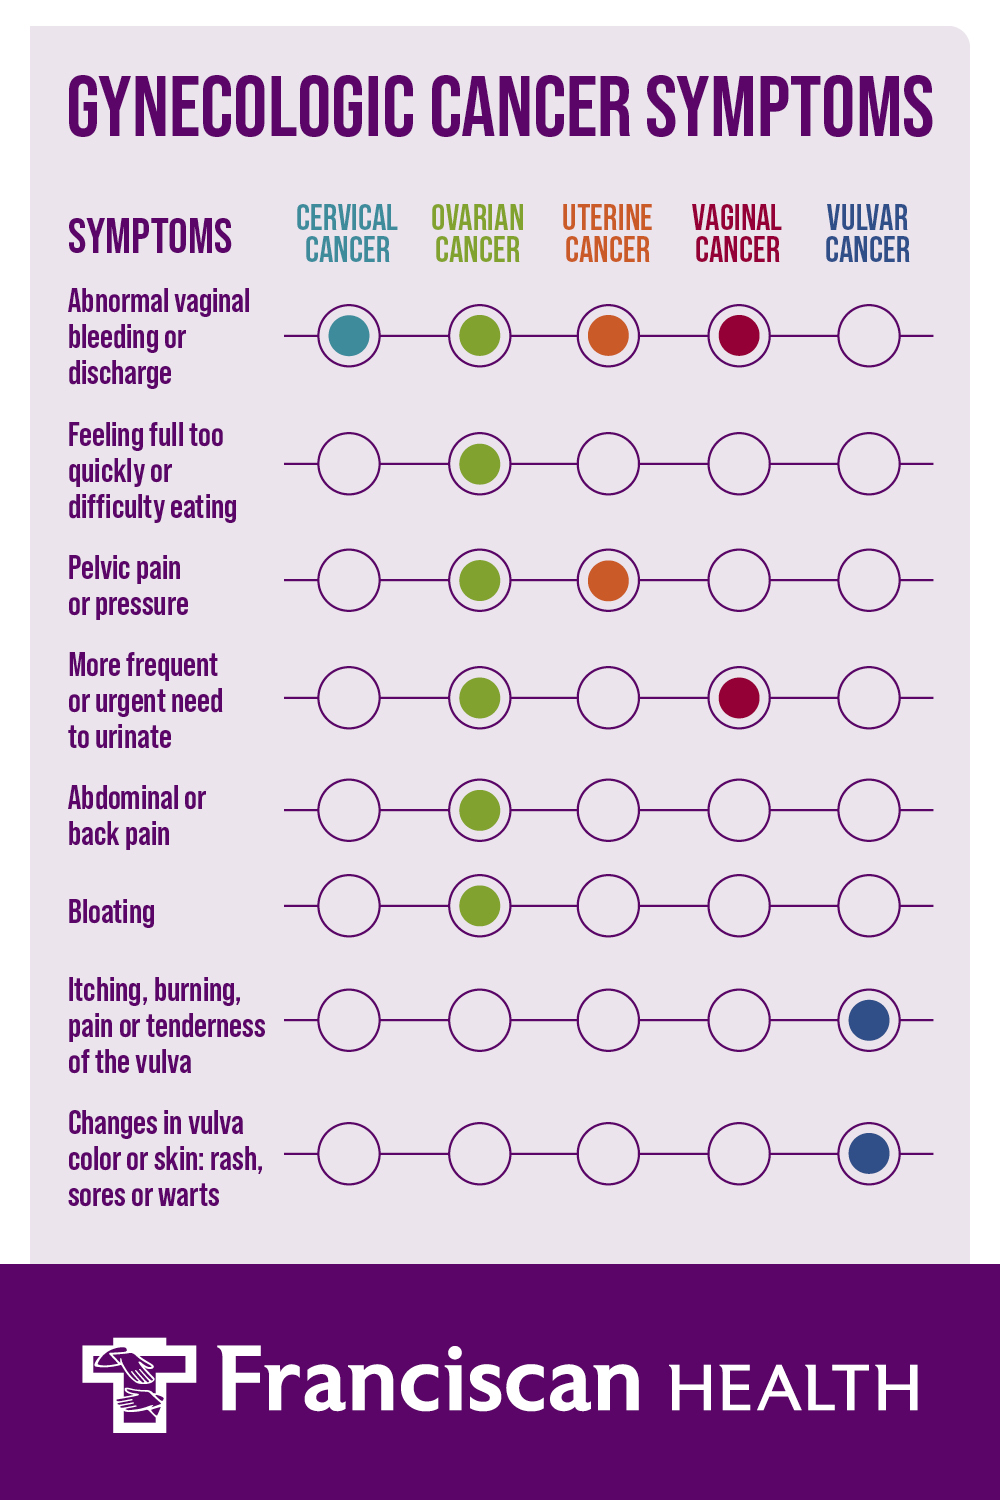 GYNECOLOGIC CANCER SYMPTOMS
SYMPTOMS
CERVICAL
CANCER
OVARIAN
CANCER
UTERINE
CANCER
VAGINAL
CANCER
VULVAR
CANCER
Abnormal vaginal
bleeding or
discharge
Feeling full too
quickly or
difficulty eating
Pelvic pain
or pressure
More frequent
or urgent need
to urinate
Abdominal or
back pain
Bloating
Itching, burning,
pain or tenderness
of the vulva
Changes in vulva
color or skin: rash,
sores or warts
Franciscan HEALTH